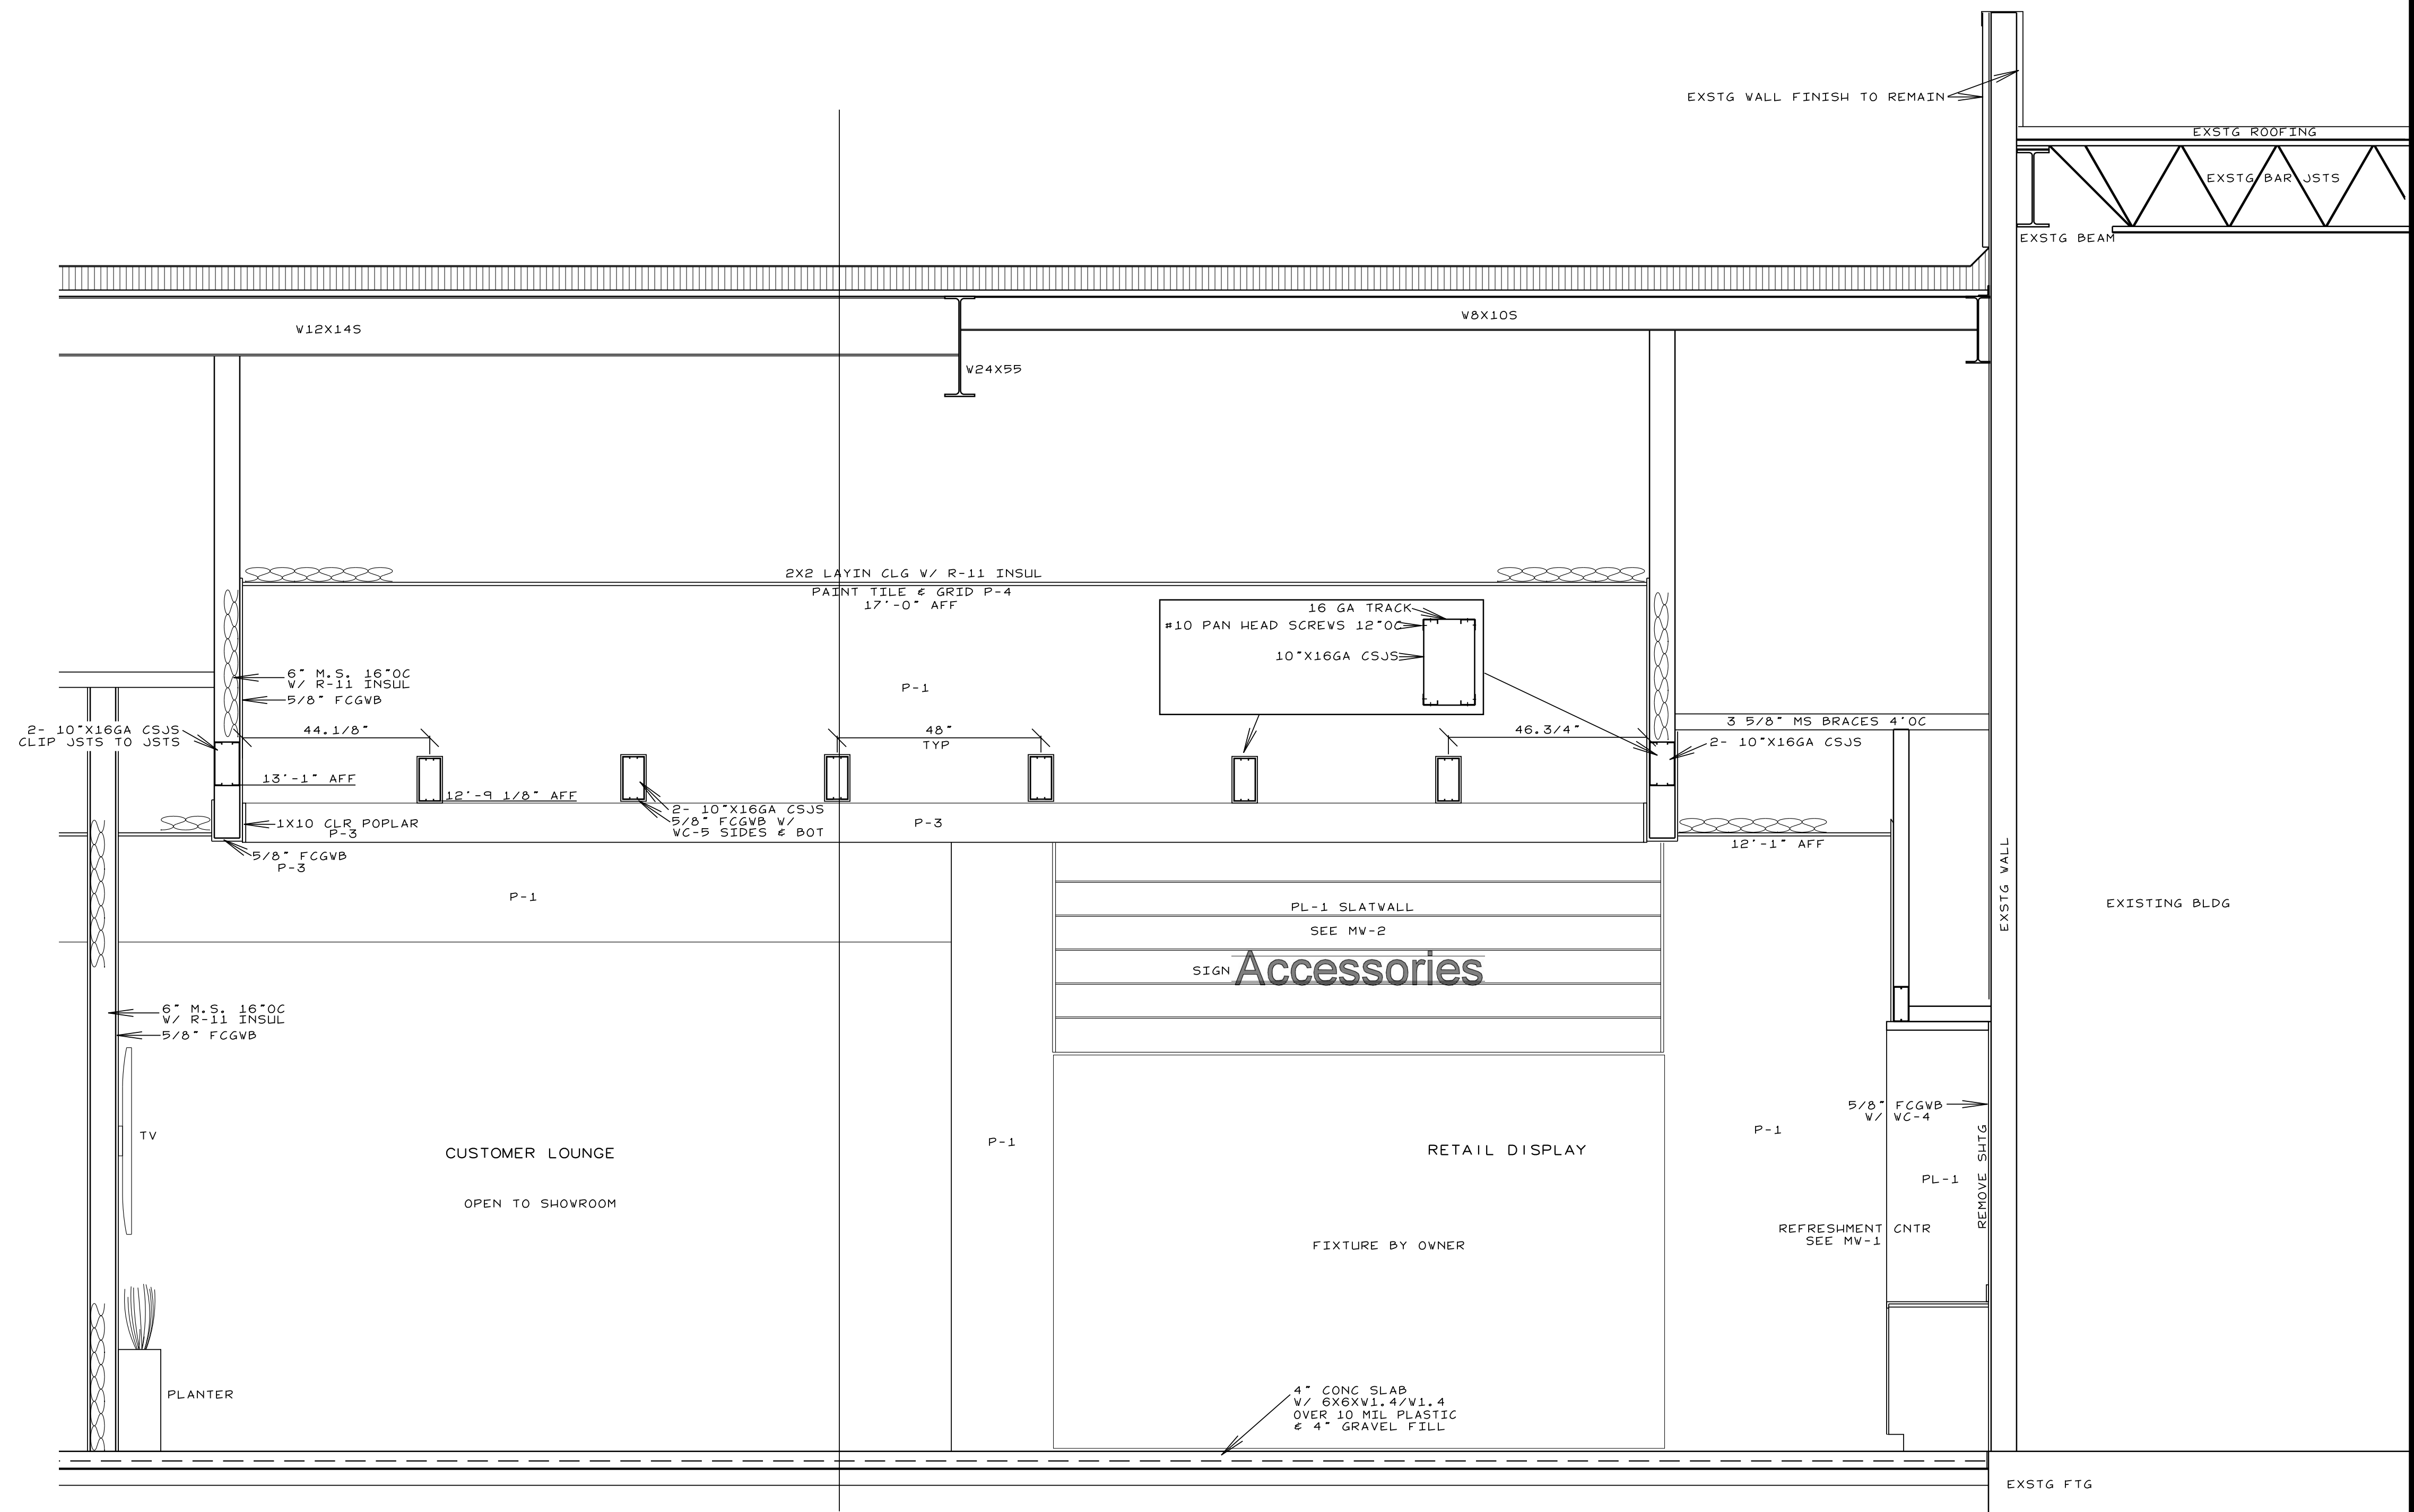 EXSTG WALL FINISH TO REMAIN
EXSTG ROOFING
EXSTG BAR JSTS
EXSTG BEAM
W12X14S
W8X10S
W24X55
2X2 LAYIN CLG W/ R-11 INSUL
PAINT TILE & GRID P-4
17'-0" AFF
16 GA TRACK
#10 PAN HEAD SCREWS 12"OC
10"X16GA CSJS
6" M.S. 16"OC
W/ R-11 INSUL
5/8" FCGWB
P-1
2- 10"X16GA CSJS
CLIP JSTS TO JSTS
44.1/8"
48"
TYP
46.3/4"
3 5/8" MS BRACES 4'OC
2- 10"X16GA CSJS
13'-1" AFF
12'-9 1/8" AFF
2- 10"X16GA CSJS
5/8" FCGWB W/
WC-5 SIDES & BOT
1X10 CLR POPLAR
P-3
P-3
5/8" FCGWB
P-3
12'-1" AFF
P-1
PL-1 SLATWALL
SEE MW-2
SIGN
Accessories
EXSTG WALL
EXISTING BLDG
6" M.S. 16"OC
W/ R-11 INSUL
5/8" FCGWB
TV
CUSTOMER LOUNGE
OPEN TO SHOWROOM
P-1
RETAIL DISPLAY
FIXTURE BY OWNER
P-1
5/8" FCGWB
W/ WC-4
PL-1
REMOVE SHTG
REFRESHMENT CNTR
SEE MW-1
PLANTER
4" CONC SLAB
W/ 6X6XW1.4/W1.4
OVER 10 MIL PLASTIC
& 4" GRAVEL FILL
EXSTG FTG